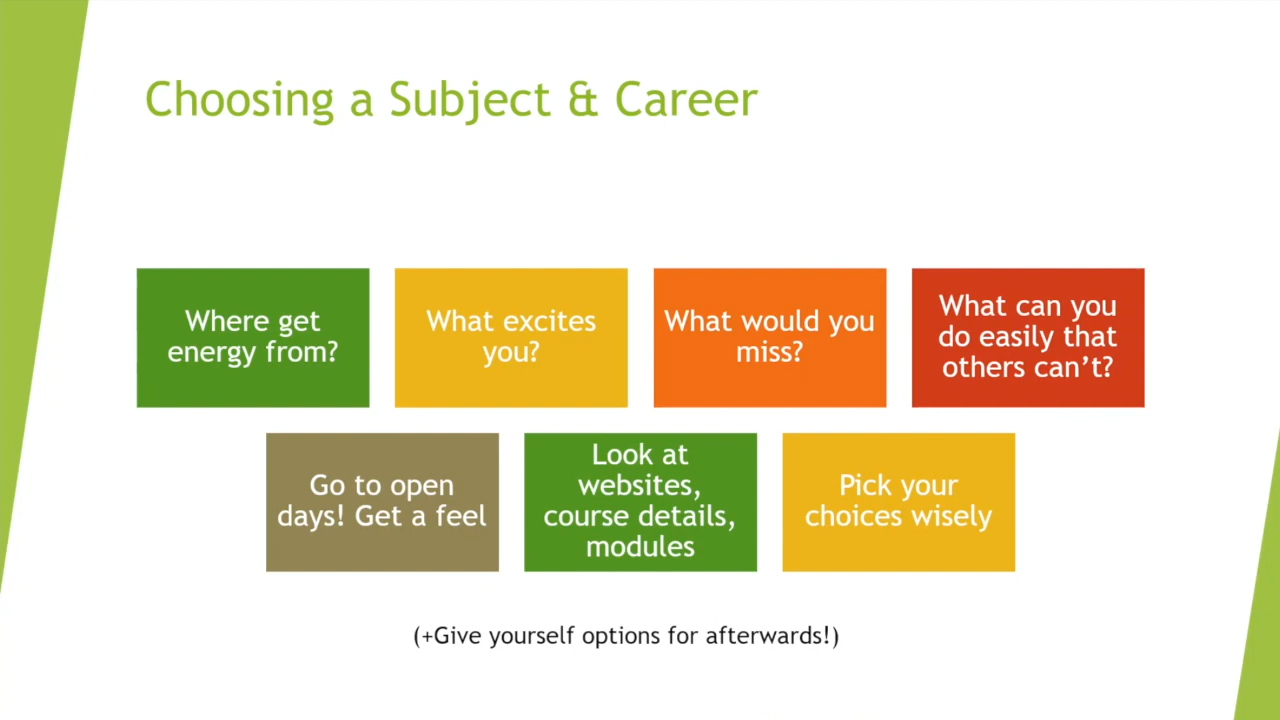 Choosing a Subject & Career
Where get
energy from?
What excites
you?
What would you
miss?
What can you
do easily that
others can’t?
Go to open
days! Get a feel
Look at
websites,
course details,
modules
Pick your
choices wisely
(+Give yourself options for afterwards!)